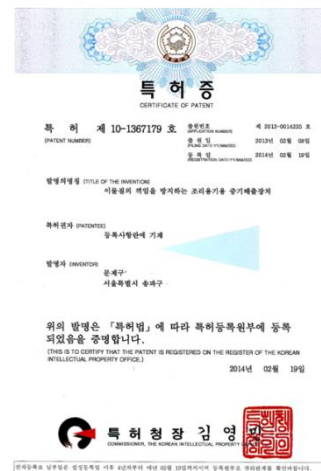 특허증
CERTIFICATE OF PATENT
특 허 제 10-1367179 호
(PATENT NUMBER)
출원번호 제 2013-0014235 호
(APPLICATION NUMBER)
출원일 2013년 02월 08일
(FILING DATE:YY/MM/DD)
등록일 2014년 02월 19일
(REGISTRATION DATE:YY/MM/DD)
발명의명칭 (TITLE OF THE INVENTION)
이물질의 끼임을 방지하는 조리용기용 증기배출장치
특허권자 (PATENTEE)
등록사항란에 기재
발명자 (INVENTOR)
문제구
서울특별시 송파구
위의 발명은 「특허법」에 따라 특허등록원부에 등록
되었음을 증명합니다.
(THIS IS TO CERTIFY THAT THE PATENT IS REGISTERED ON THE REGISTER OF THE KOREAN
INTELLECTUAL PROPERTY OFFICE.)
2014년 02월 19일
특허청장 김영민
COMMISSIONER, THE KOREAN INTELLECTUAL PROPERTY OFFICE